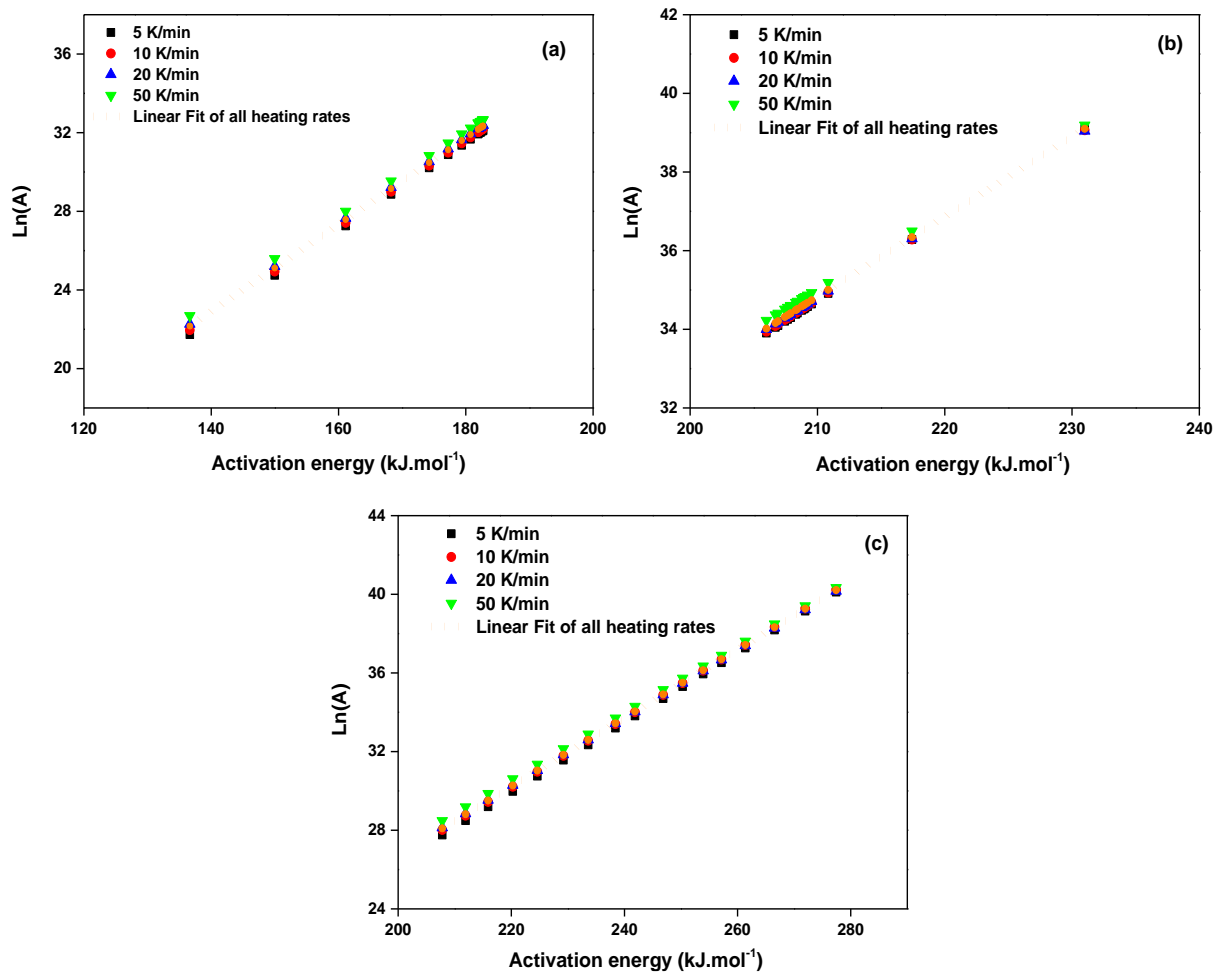 (a)
5 K/min
10 K/min
20 K/min
50 K/min
Linear Fit of all heating rates
36
32
28
24
20
Ln(A)
120 140 160 180 200
Activation energy (kJ.mol⁻¹)
(b)
5 K/min
10 K/min
20 K/min
50 K/min
Linear Fit of all heating rates
42
40
38
36
34
32
Ln(A)
200 210 220 230 240
Activation energy (kJ.mol⁻¹)
(c)
5 K/min
10 K/min
20 K/min
50 K/min
Linear Fit of all heating rates
44
40
36
32
28
24
Ln(A)
200 220 240 260 280
Activation energy (kJ.mol⁻¹)